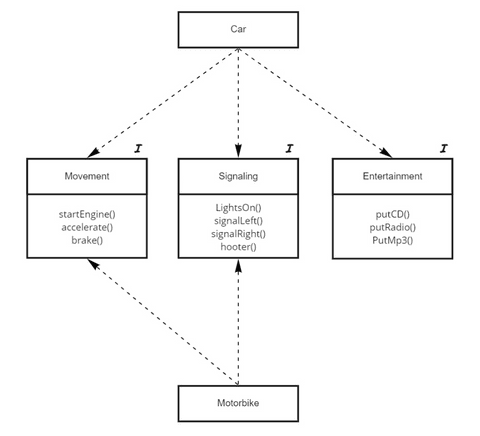 Car
I
I
I
Movement
Signaling
Entertainment
startEngine()
accelerate()
brake()
LightsOn()
signalLeft()
signalRight()
hooter()
putCD()
putRadio()
PutMp3()
Motorbike